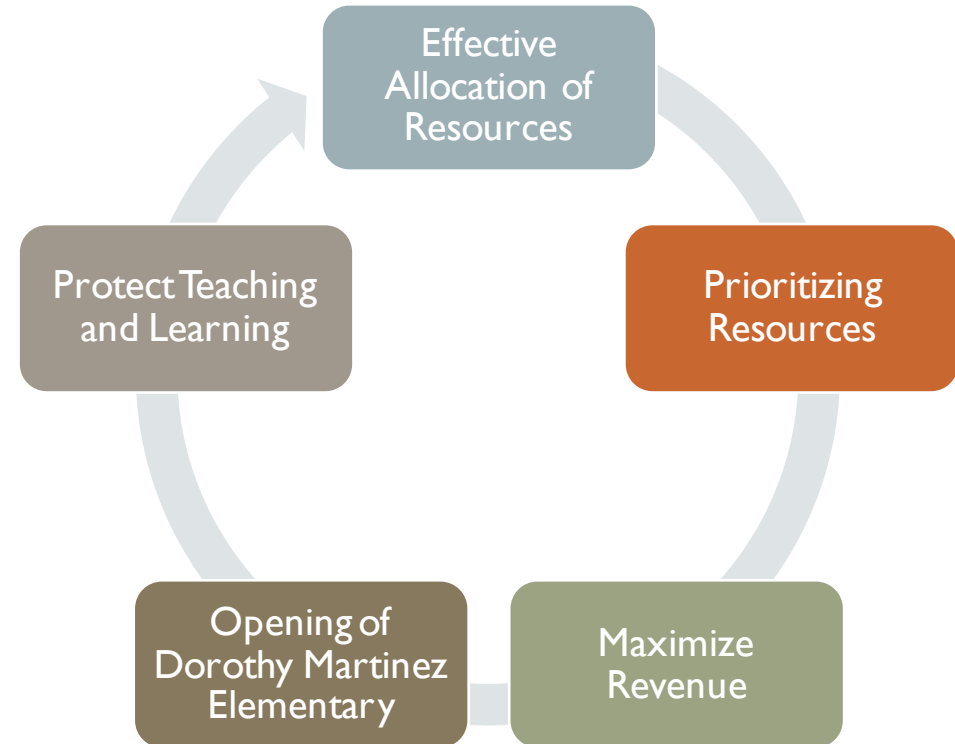 Effective
Allocation of
Resources
Prioritizing
Resources
Maximize
Revenue
Opening of
Dorothy Martinez
Elementary
Protect Teaching
and Learning